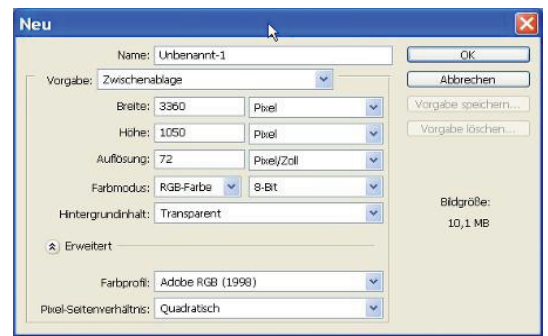 Neu
Name: Unbenannt-1
OK
Vorgabe: Zwischenablage
Abbrechen
Breite: 3360 Pixel
Vorgabe speichern...
Höhe: 1050 Pixel
Vorgabe löschen...
Auflösung: 72 Pixel/Zoll
Farbmodus: RGB-Farbe 8-Bit
Hintergrundinhalt: Transparent
Bildgröße:
10,1 MB
Erweitert
Farbprofil: Adobe RGB (1998)
Pixel-Seitenverhältnis: Quadratisch